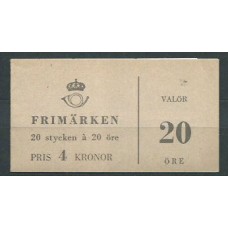 FRIMÄRKEN
20 stycken à 20 öre
PRIS 4 KRONOR
VALÖR
20
ÖRE